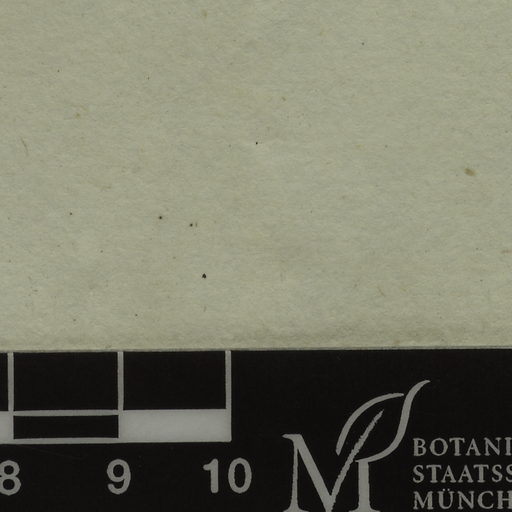 8 9 10
M
BOTANI
STAATSS
MÜNCH